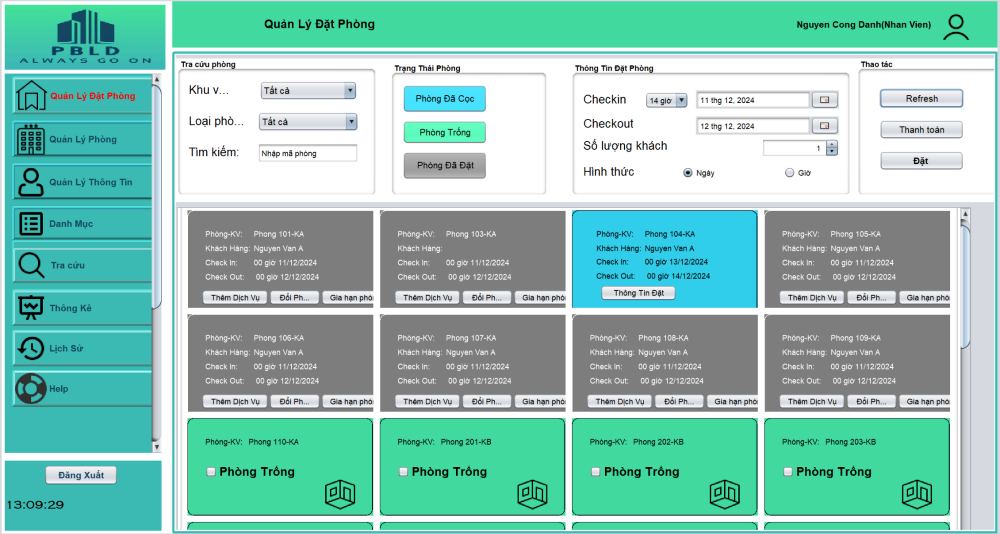 PBLD
ALWAYS GO ON
Quản Lý Đặt Phòng
Nguyen Cong Danh(Nhan Vien)
Quản Lý Đặt Phòng
Quản Lý Phòng
Quản Lý Thông Tin
Danh Mục
Tra cứu
Thông Kê
Lịch Sử
Help
Đăng Xuất
13:09:29
Tra cứu phòng
Khu v...
Tất cả
Loại phò...
Tất cả
Tìm kiếm:
Nhập mã phòng
Trạng Thái Phòng
Phòng Đã Cọc
Phòng Trống
Phòng Đã Đặt
Thông Tin Đặt Phòng
Checkin
14 giờ
11 thg 12, 2024
Checkout
12 thg 12, 2024
Số lượng khách
1
Hình thức
Ngày
Giờ
Thao tác
Refresh
Thanh toán
Đặt
Phòng-KV: Phong 101-KA
Khách Hàng: Nguyen Van A
Check In: 00 giờ 11/12/2024
Check Out: 00 giờ 12/12/2024
Thêm Dịch Vụ
Đổi Ph...
Gia hạn phò
Phòng-KV: Phong 103-KA
Khách Hàng:
Check In: 00 giờ 11/12/2024
Check Out: 00 giờ 12/12/2024
Thêm Dịch Vụ
Đổi Ph...
Gia hạn phò
Phòng-KV: Phong 104-KA
Khách Hàng: Nguyen Van A
Check In: 00 giờ 13/12/2024
Check Out: 00 giờ 14/12/2024
Thông Tin Đặt
Phòng-KV: Phong 105-KA
Khách Hàng: Nguyen Van A
Check In: 00 giờ 11/12/2024
Check Out: 00 giờ 12/12/2024
Thêm Dịch Vụ
Đổi Ph...
Gia hạn phò
Phòng-KV: Phong 106-KA
Khách Hàng: Nguyen Van A
Check In: 00 giờ 11/12/2024
Check Out: 00 giờ 12/12/2024
Thêm Dịch Vụ
Đổi Ph...
Gia hạn phò
Phòng-KV: Phong 107-KA
Khách Hàng: Nguyen Van A
Check In: 00 giờ 11/12/2024
Check Out: 00 giờ 12/12/2024
Thêm Dịch Vụ
Đổi Ph...
Gia hạn phò
Phòng-KV: Phong 108-KA
Khách Hàng: Nguyen Van A
Check In: 00 giờ 11/12/2024
Check Out: 00 giờ 12/12/2024
Thêm Dịch Vụ
Đổi Ph...
Gia hạn phò
Phòng-KV: Phong 109-KA
Khách Hàng: Nguyen Van A
Check In: 00 giờ 11/12/2024
Check Out: 00 giờ 12/12/2024
Thêm Dịch Vụ
Đổi Ph...
Gia hạn phò
Phòng-KV: Phong 110-KA
Phòng Trống
Phòng-KV: Phong 201-KB
Phòng Trống
Phòng-KV: Phong 202-KB
Phòng Trống
Phòng-KV: Phong 203-KB
Phòng Trống